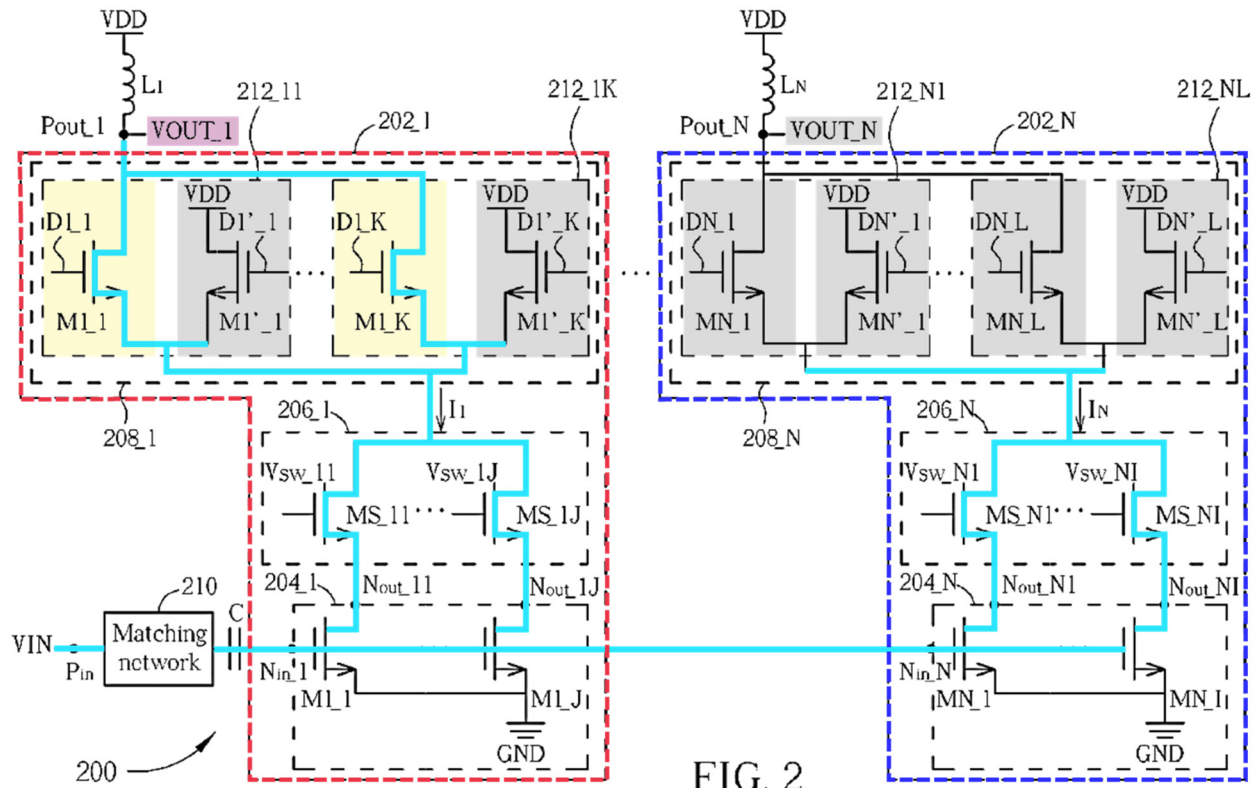 VDD
VDD
L1
LN
212_11
212_1K
212_N1
212_NL
Pout_1
VOUT_1
202_1
Pout_N
VOUT_N
202_N
VDD
VDD
VDD
VDD
D1_1
D1'_1
D1_K
D1'_K
DN_1
DN'_1
DN_L
DN'_L
M1_1
M1'_1
M1_K
M1'_K
MN_1
MN'_1
MN_L
MN'_L
208_1
206_1
I1
208_N
206_N
IN
VSW_11
VSW_1J
VSW_N1
VSW_NI
MS_11
MS_1J
MS_N1
MS_NI
210
204_1
Nout_11
Nout_1J
204_N
Nout_N1
Nout_NI
C
VIN
Pin
Matching
network
Nin_1
Nin_N
M1_1
M1_J
MN_1
MN_I
GND
GND
200
FIG. 2